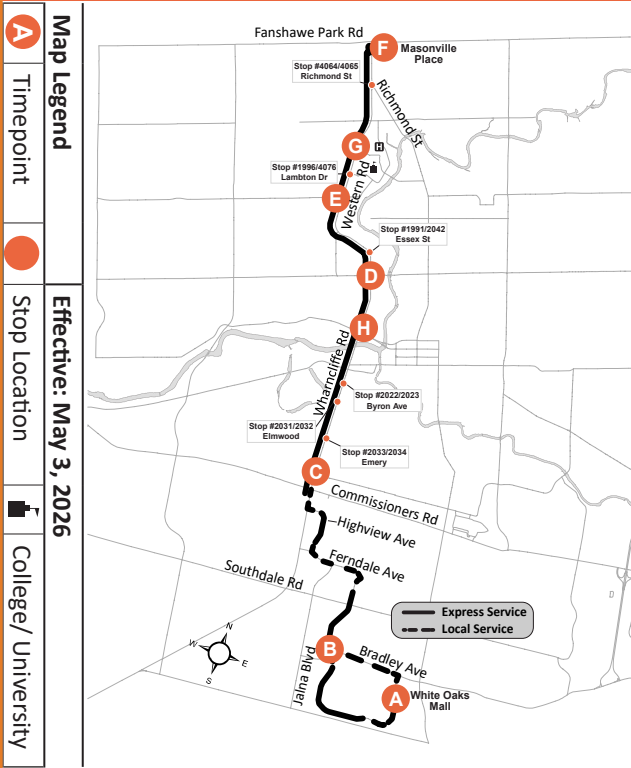 Fanshawe Park Rd
F
Masonville
Place
Stop #4064/4065
Richmond St
Richmond St
G
H
Stop #1996/4076
Lambton Dr
Western Rd
E
Stop #1991/2042
Essex St
D
H
Wharncliffe Rd
Stop #2022/2023
Byron Ave
Stop #2031/2032
Elmwood
Stop #2033/2034
Emery
C
Commissioners Rd
Highview Ave
Ferndale Ave
Southdale Rd
Express Service
Local Service
N
W
E
S
B
Bradley Ave
Jalna Blvd
A
White Oaks
Mall
Map Legend
Effective: May 3, 2026
A
Timepoint
Stop Location
College/ University